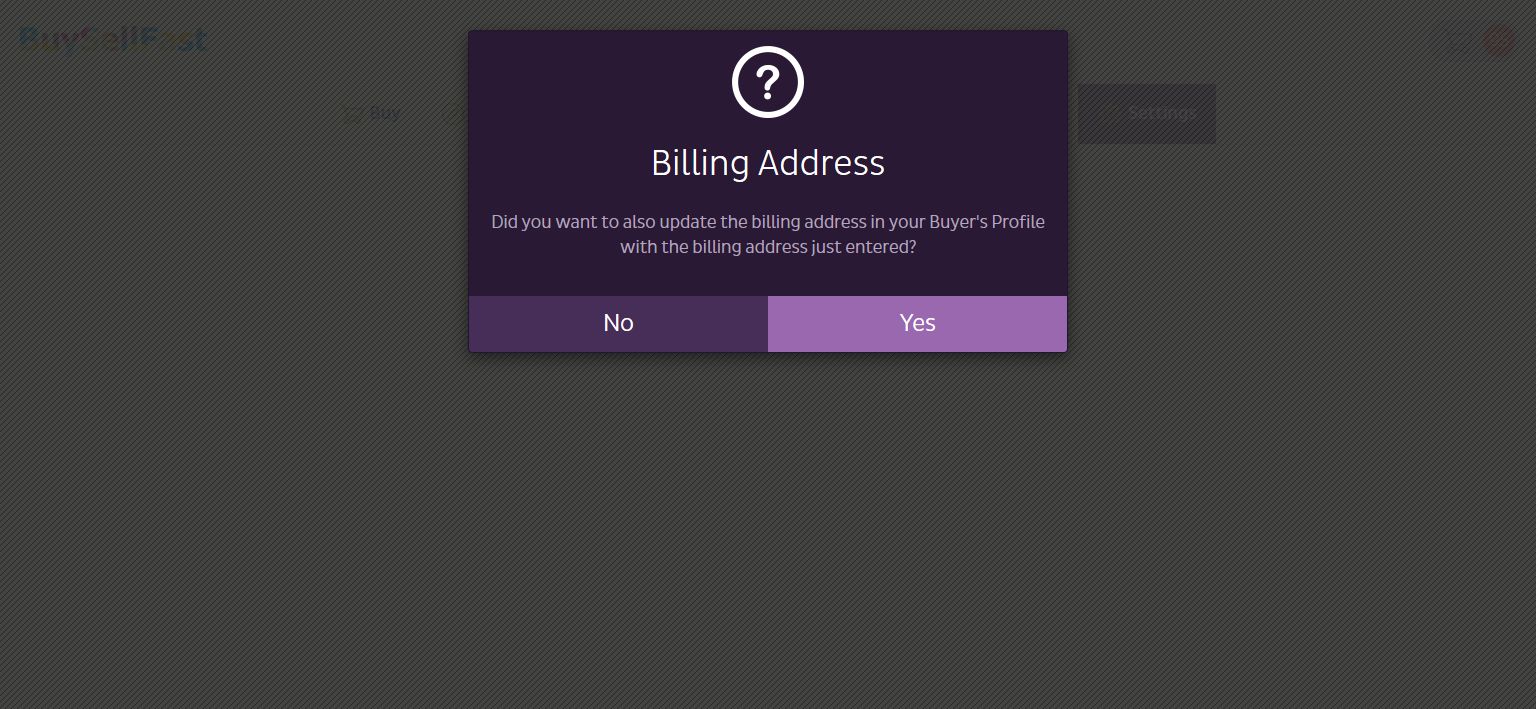 BuySellFast
Buy
Settings
?
Billing Address
Did you want to also update the billing address in your Buyer's Profile
with the billing address just entered?
No
Yes